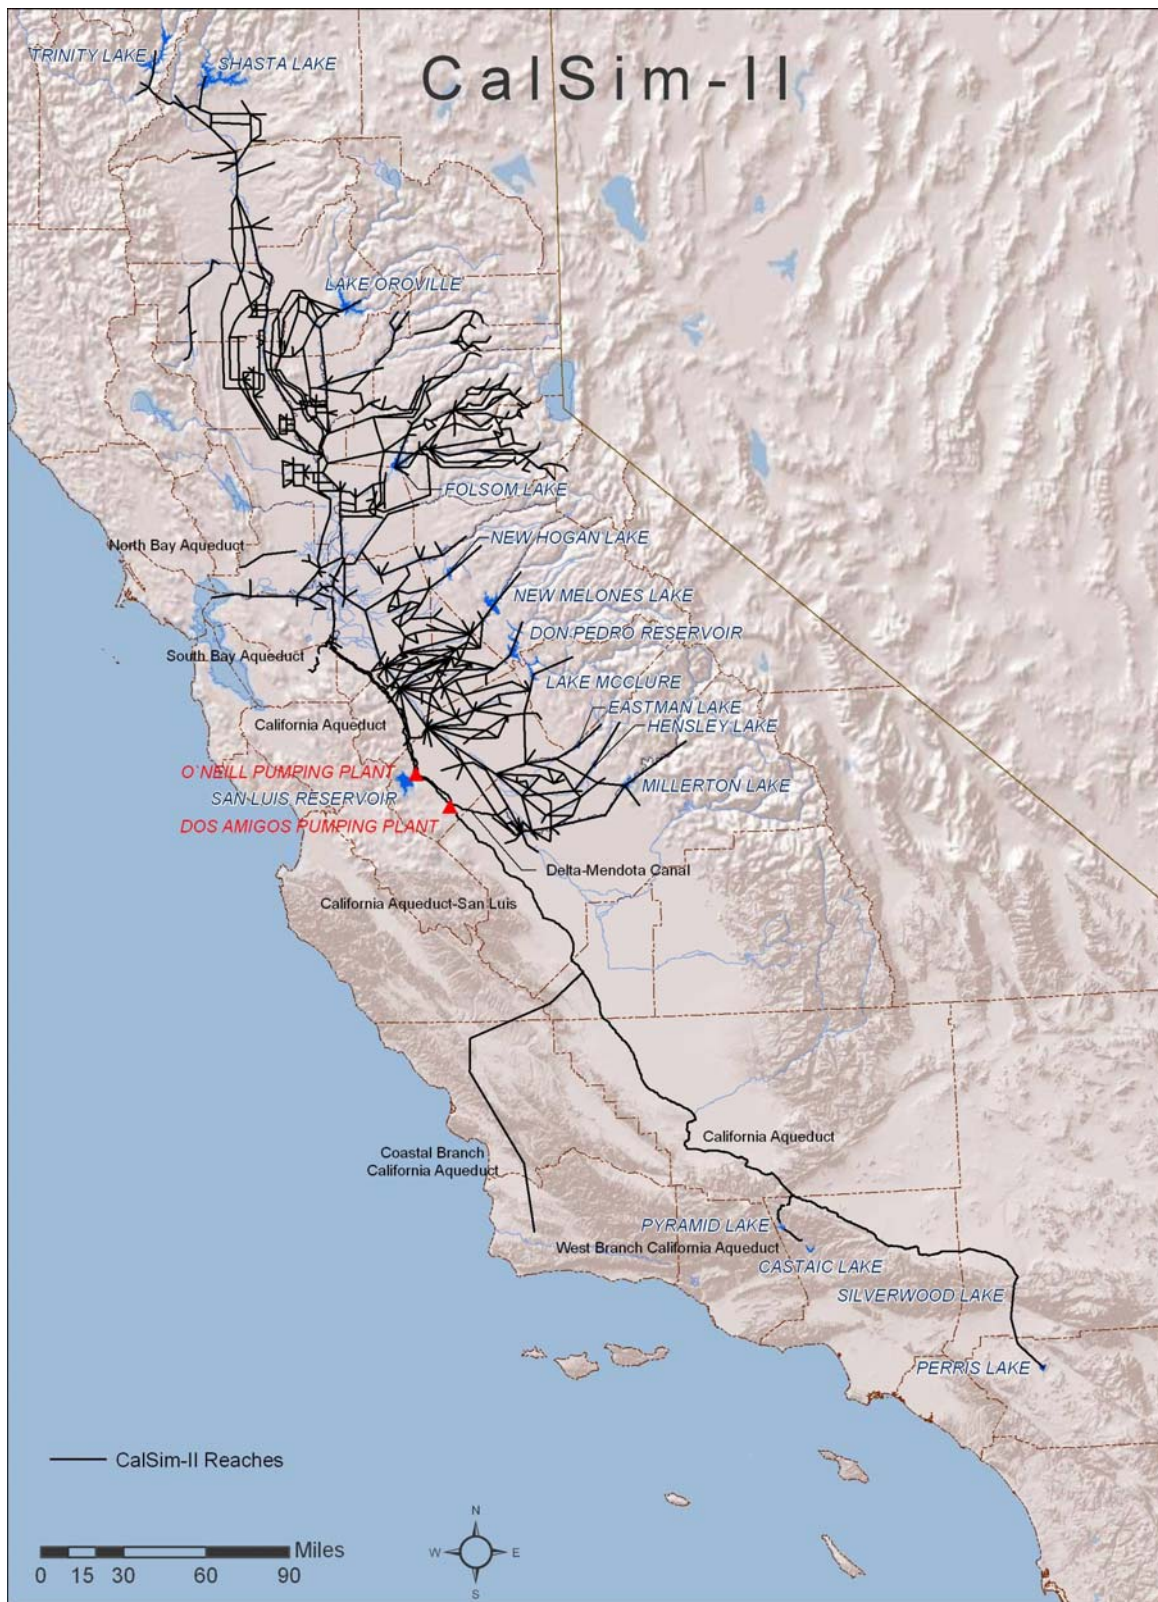 CalSim-II
TRINITY LAKE
SHASTA LAKE
LAKE OROVILLE
FOLSOM LAKE
NEW HOGAN LAKE
North Bay Aqueduct
NEW MELONES LAKE
DON PEDRO RESERVOIR
South Bay Aqueduct
LAKE MCCLURE
EASTMAN LAKE
California Aqueduct
HENSLEY LAKE
O`NEILL PUMPING PLANT
MILLERTON LAKE
SAN LUIS RESERVOIR
DOS AMIGOS PUMPING PLANT
Delta-Mendota Canal
California Aqueduct-San Luis
California Aqueduct
Coastal Branch
California Aqueduct
PYRAMID LAKE
West Branch California Aqueduct
CASTAIC LAKE
SILVERWOOD LAKE
PERRIS LAKE
CalSim-II Reaches
N
W E
S
Miles
0 15 30 60 90